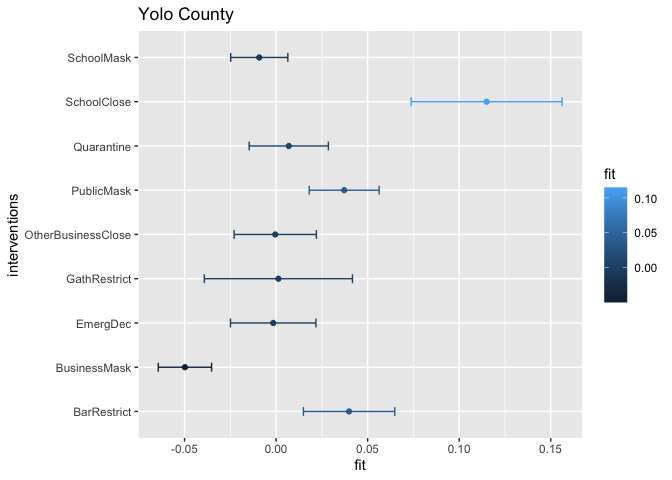 Yolo County
interventions
SchoolMask
SchoolClose
Quarantine
PublicMask
OtherBusinessClose
GathRestrict
EmergDec
BusinessMask
BarRestrict
-0.05
0.00
0.05
0.10
0.15
fit
fit
0.10
0.05
0.00